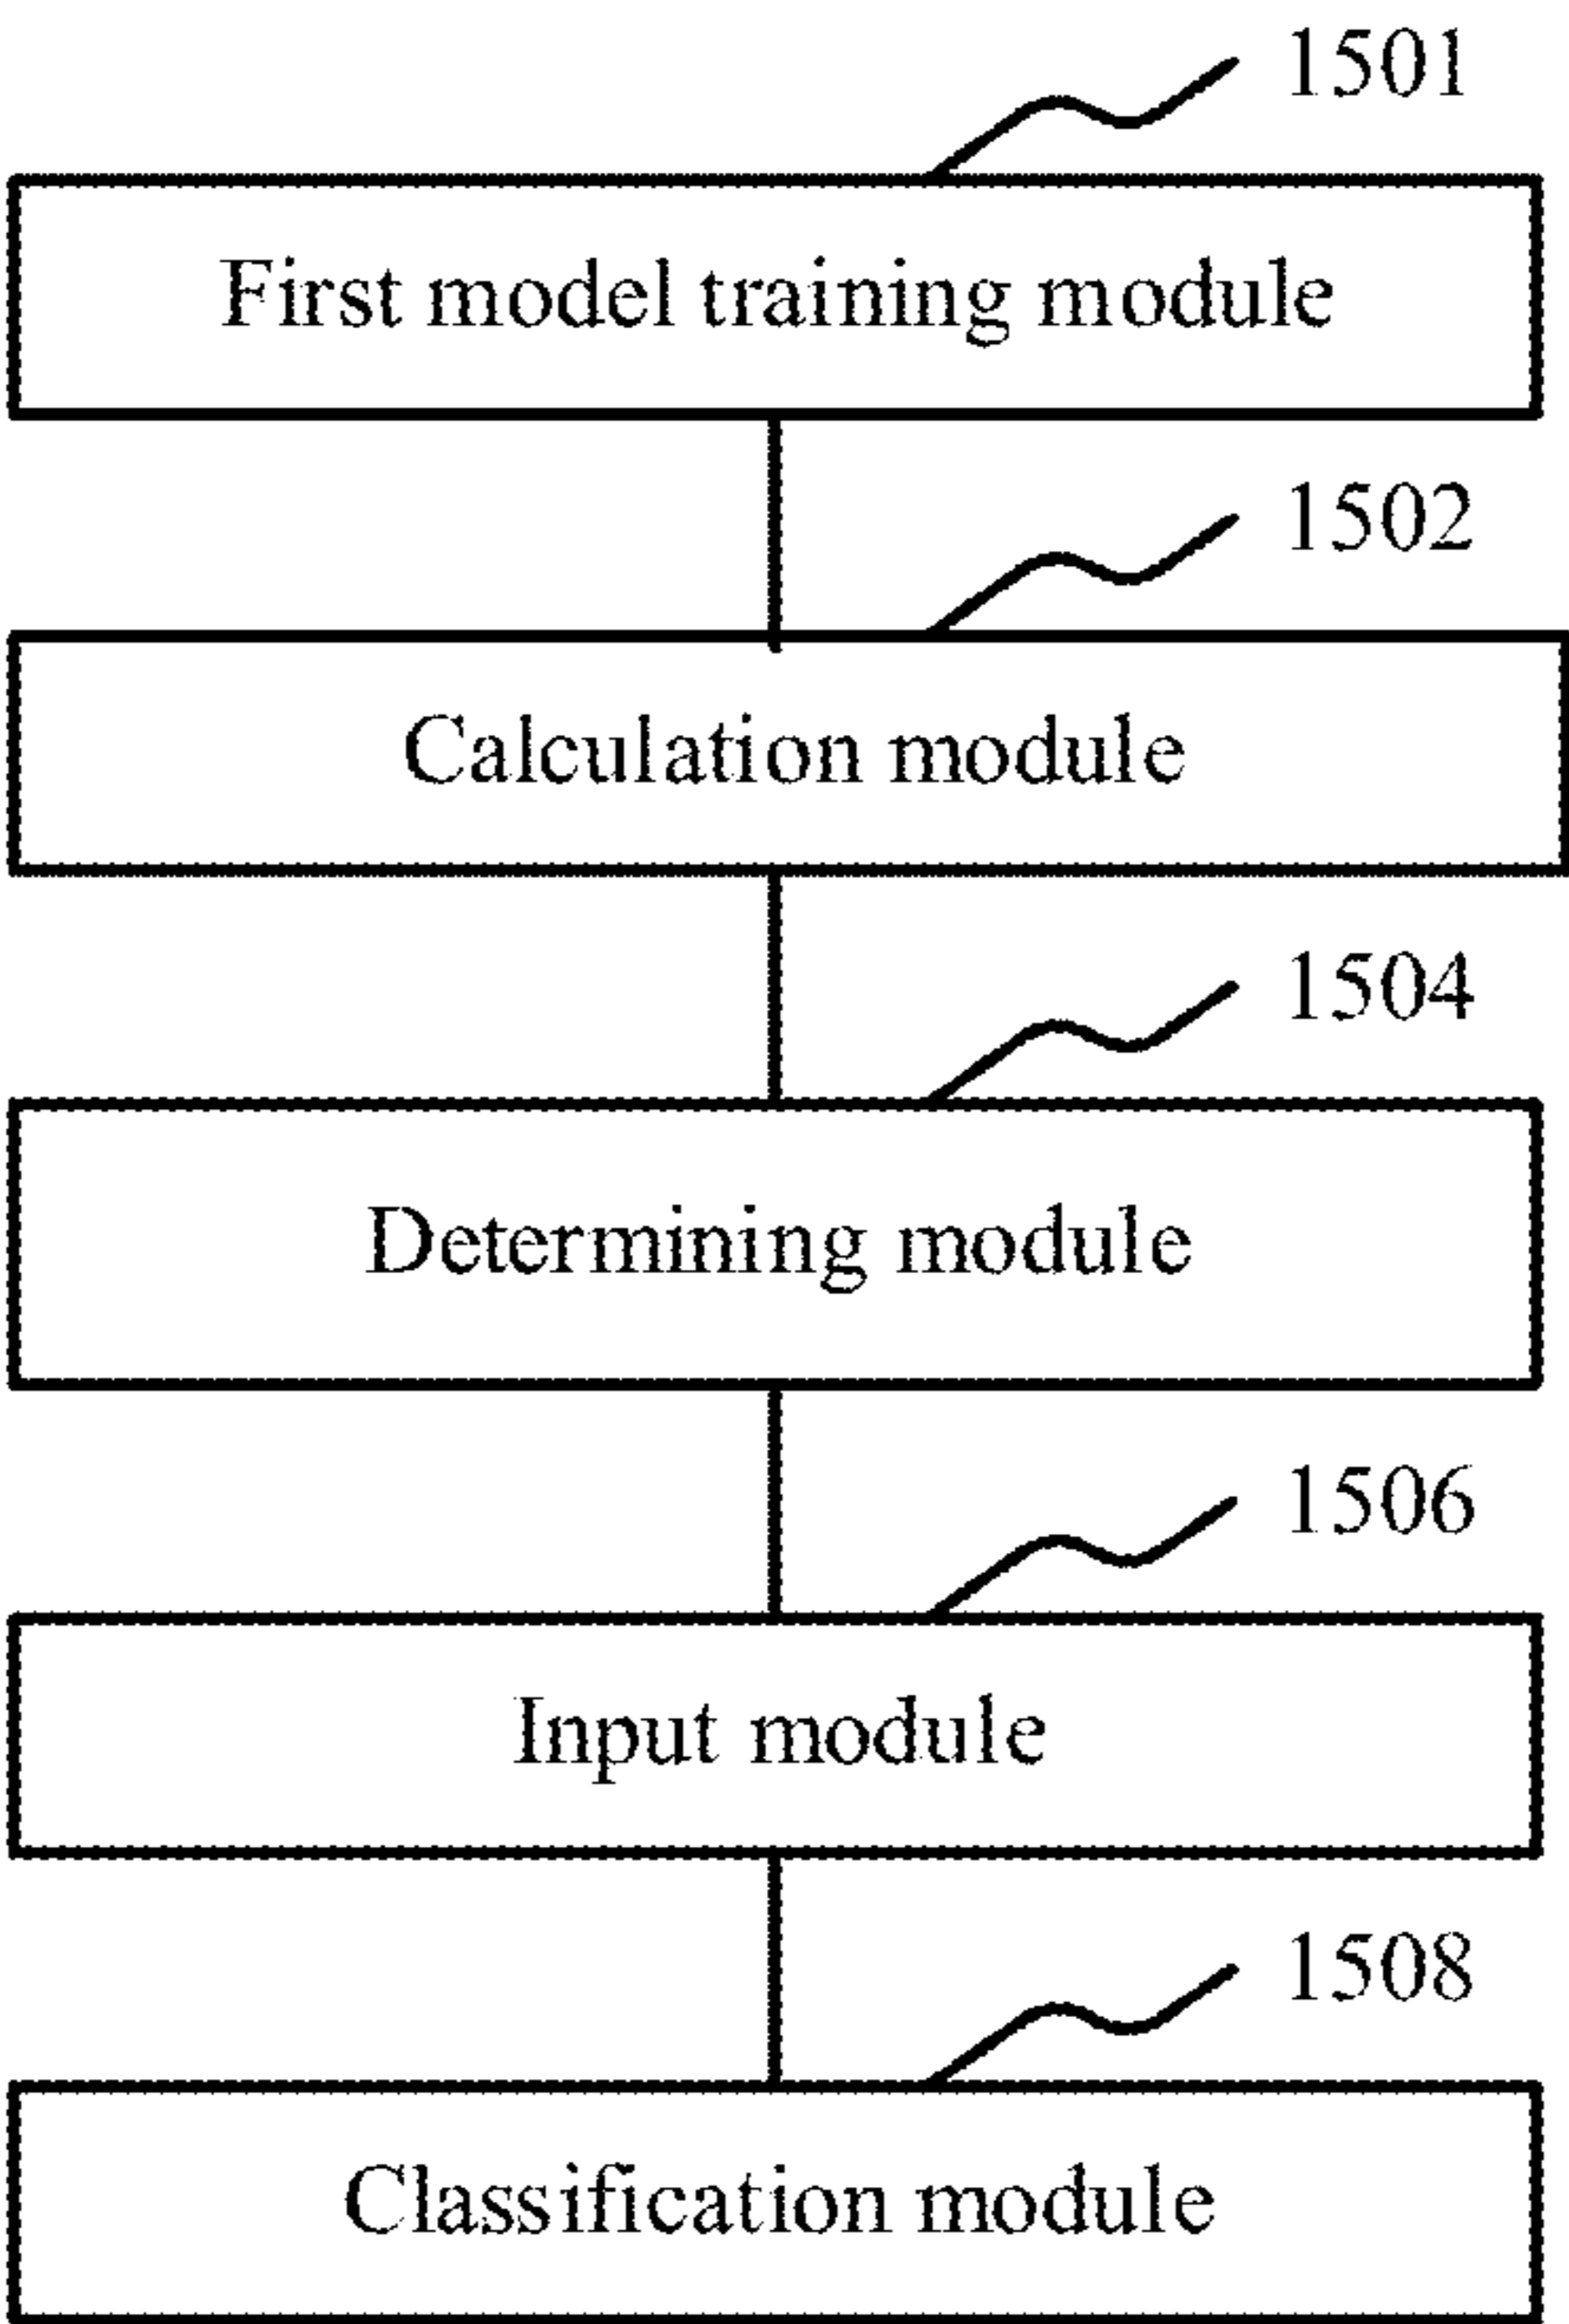 1501
First model training module
1502
Calculation module
1504
Determining module
1506
Input module
1508
Classification module